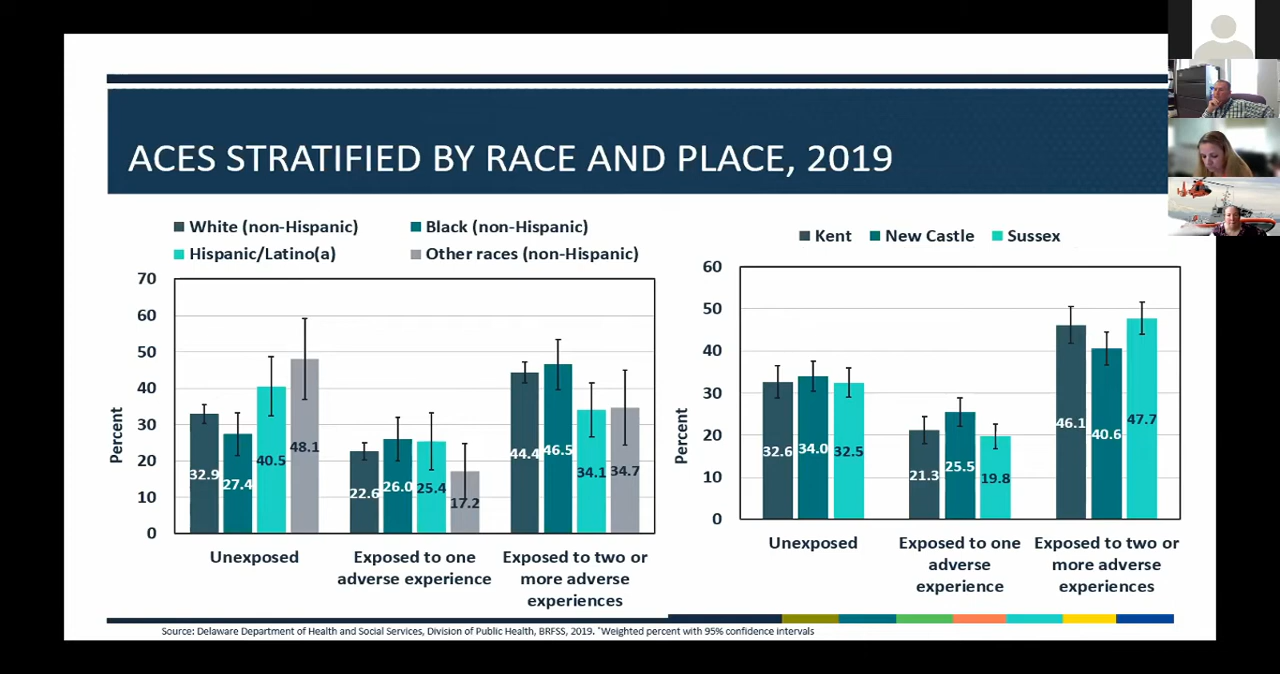 ACES STRATIFIED BY RACE AND PLACE, 2019
White (non-Hispanic) Black (non-Hispanic)
Hispanic/Latino(a) Other races (non-Hispanic)
70
60
50
40
30
20
10
0
Percent
32.9 27.4 40.5 48.1
22.6 26.0 25.4 17.2
44.4 46.5 34.1 34.7
Unexposed
Exposed to one
adverse experience
Exposed to two or
more adverse
experiences
Kent New Castle Sussex
60
50
40
30
20
10
0
Percent
32.6 34.0 32.5
21.3 25.5 19.8
46.1 40.6 47.7
Unexposed
Exposed to one
adverse
experience
Exposed to two or
more adverse
experiences
Source: Delaware Department of Health and Social Services, Division of Public Health, BRFSS, 2019. *Weighted percent with 95% confidence intervals